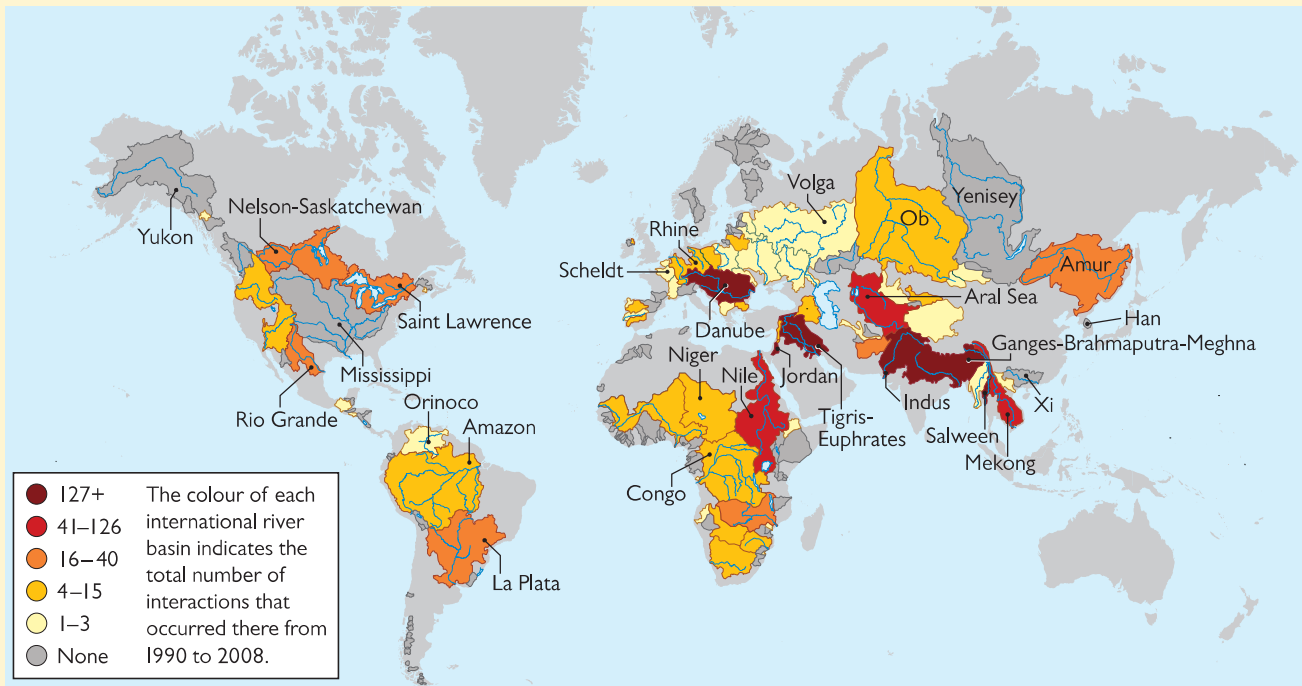 Yukon
Nelson-Saskatchewan
Saint Lawrence
Mississippi
Rio Grande
Orinoco
Amazon
La Plata
Volga
Rhine
Scheldt
Danube
Niger
Nile
Jordan
Congo
Tigris-
Euphrates
Ob
Yenisey
Amur
Aral Sea
Han
Ganges-Brahmaputra-Meghna
Indus
Xi
Salween
Mekong
127+
41–126
16–40
4–15
1–3
None
The colour of each
international river
basin indicates the
total number of
interactions that
occurred there from
1990 to 2008.